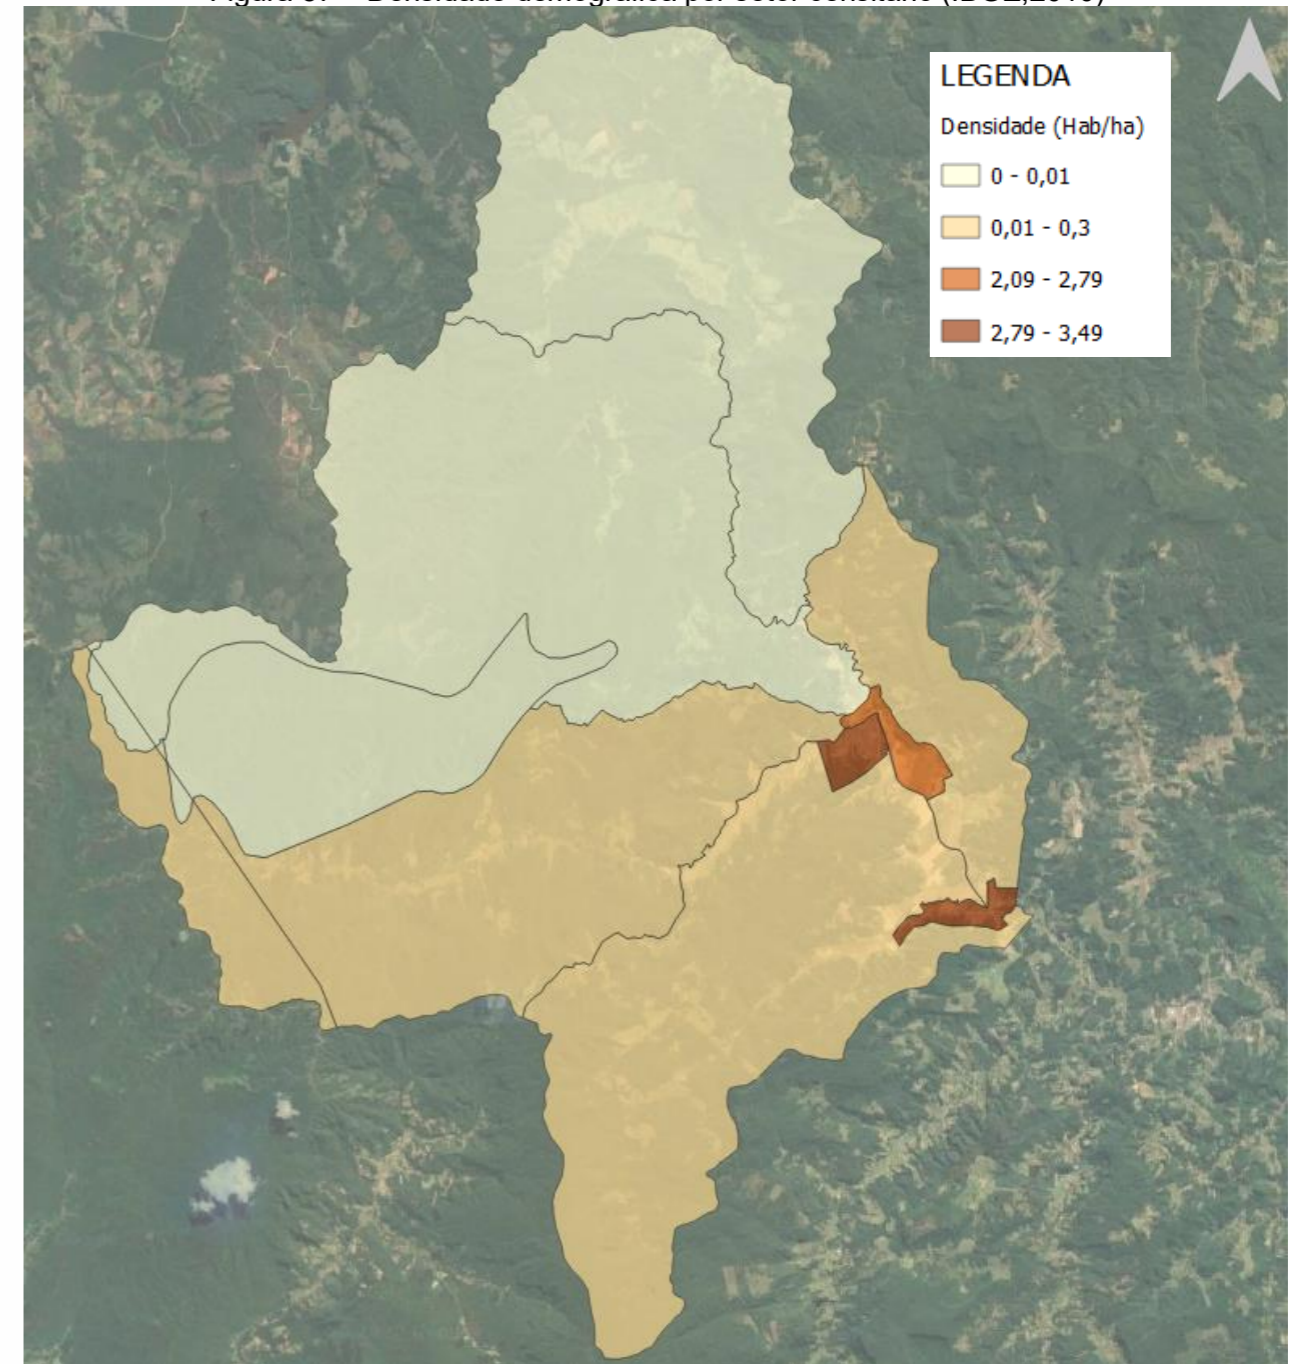 LEGENDA
Densidade (Hab/ha)
0 - 0,01
0,01 - 0,3
2,09 - 2,79
2,79 - 3,49